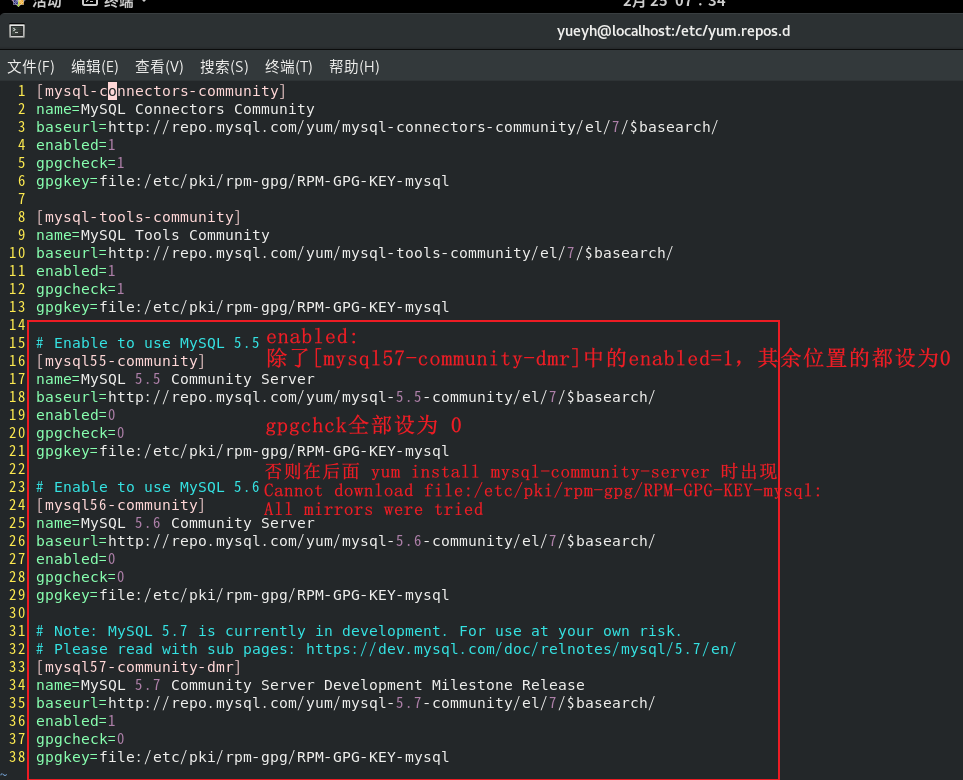 活动 终端
2月 25 07：34
yueyh@localhost:/etc/yum.repos.d
文件(F) 编辑(E) 查看(V) 搜索(S) 终端(T) 帮助(H)
1 [mysql-connectors-community]
2 name=MySQL Connectors Community
3 baseurl=http://repo.mysql.com/yum/mysql-connectors-community/el/7/$basearch/
4 enabled=1
5 gpgcheck=1
6 gpgkey=file:/etc/pki/rpm-gpg/RPM-GPG-KEY-mysql
7
8 [mysql-tools-community]
9 name=MySQL Tools Community
10 baseurl=http://repo.mysql.com/yum/mysql-tools-community/el/7/$basearch/
11 enabled=1
12 gpgcheck=1
13 gpgkey=file:/etc/pki/rpm-gpg/RPM-GPG-KEY-mysql
14
15 # Enable to use MySQL 5.5
enabled:
16 [mysql55-community]
除了[mysql57-community-dmr]中的enabled=1，其余位置的都设为0
17 name=MySQL 5.5 Community Server
18 baseurl=http://repo.mysql.com/yum/mysql-5.5-community/el/7/$basearch/
19 enabled=0
20 gpgcheck=0
gpgchck全部设为 0
21 gpgkey=file:/etc/pki/rpm-gpg/RPM-GPG-KEY-mysql
22
否则在后面 yum install mysql-community-server 时出现
23 # Enable to use MySQL 5.6
Cannot download file:/etc/pki/rpm-gpg/RPM-GPG-KEY-mysql:
24 [mysql56-community]
All mirrors were tried
25 name=MySQL 5.6 Community Server
26 baseurl=http://repo.mysql.com/yum/mysql-5.6-community/el/7/$basearch/
27 enabled=0
28 gpgcheck=0
29 gpgkey=file:/etc/pki/rpm-gpg/RPM-GPG-KEY-mysql
30
31 # Note: MySQL 5.7 is currently in development. For use at your own risk.
32 # Please read with sub pages: https://dev.mysql.com/doc/relnotes/mysql/5.7/en/
33 [mysql57-community-dmr]
34 name=MySQL 5.7 Community Server Development Milestone Release
35 baseurl=http://repo.mysql.com/yum/mysql-5.7-community/el/7/$basearch/
36 enabled=1
37 gpgcheck=0
38 gpgkey=file:/etc/pki/rpm-gpg/RPM-GPG-KEY-mysql
~